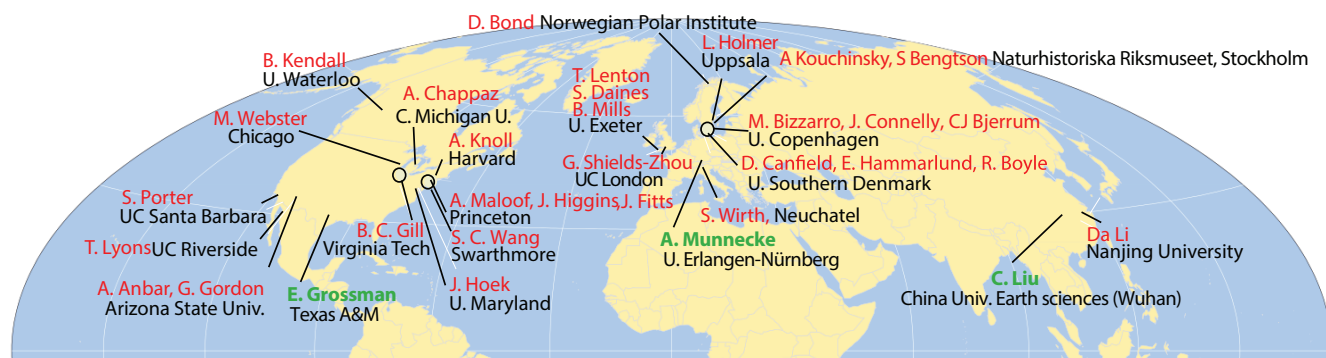 D. Bond Norwegian Polar Institute
L. Holmer
Uppsala
A Kouchinsky, S Bengtson Naturhistoriska Riksmuseet, Stockholm
B. Kendall
U. Waterloo
T. Lenton
S. Daines
B. Mills
U. Exeter
A. Chappaz
C. Michigan U.
M. Webster
Chicago
A. Knoll
Harvard
M. Bizzarro, J. Connelly, CJ Bjerrum
U. Copenhagen
G. Shields-Zhou
UC London
D. Canfield, E. Hammarlund, R. Boyle
U. Southern Denmark
S. Porter
UC Santa Barbara
A. Maloof, J. Higgins,J. Fitts
Princeton
S. Wirth, Neuchatel
B. C. Gill
Virginia Tech
S. C. Wang
Swarthmore
A. Munnecke
U. Erlangen-Nürnberg
Da Li
Nanjing University
T. Lyons UC Riverside
A. Anbar, G. Gordon
Arizona State Univ.
E. Grossman
Texas A&M
J. Hoek
U. Maryland
C. Liu
China Univ. Earth sciences (Wuhan)